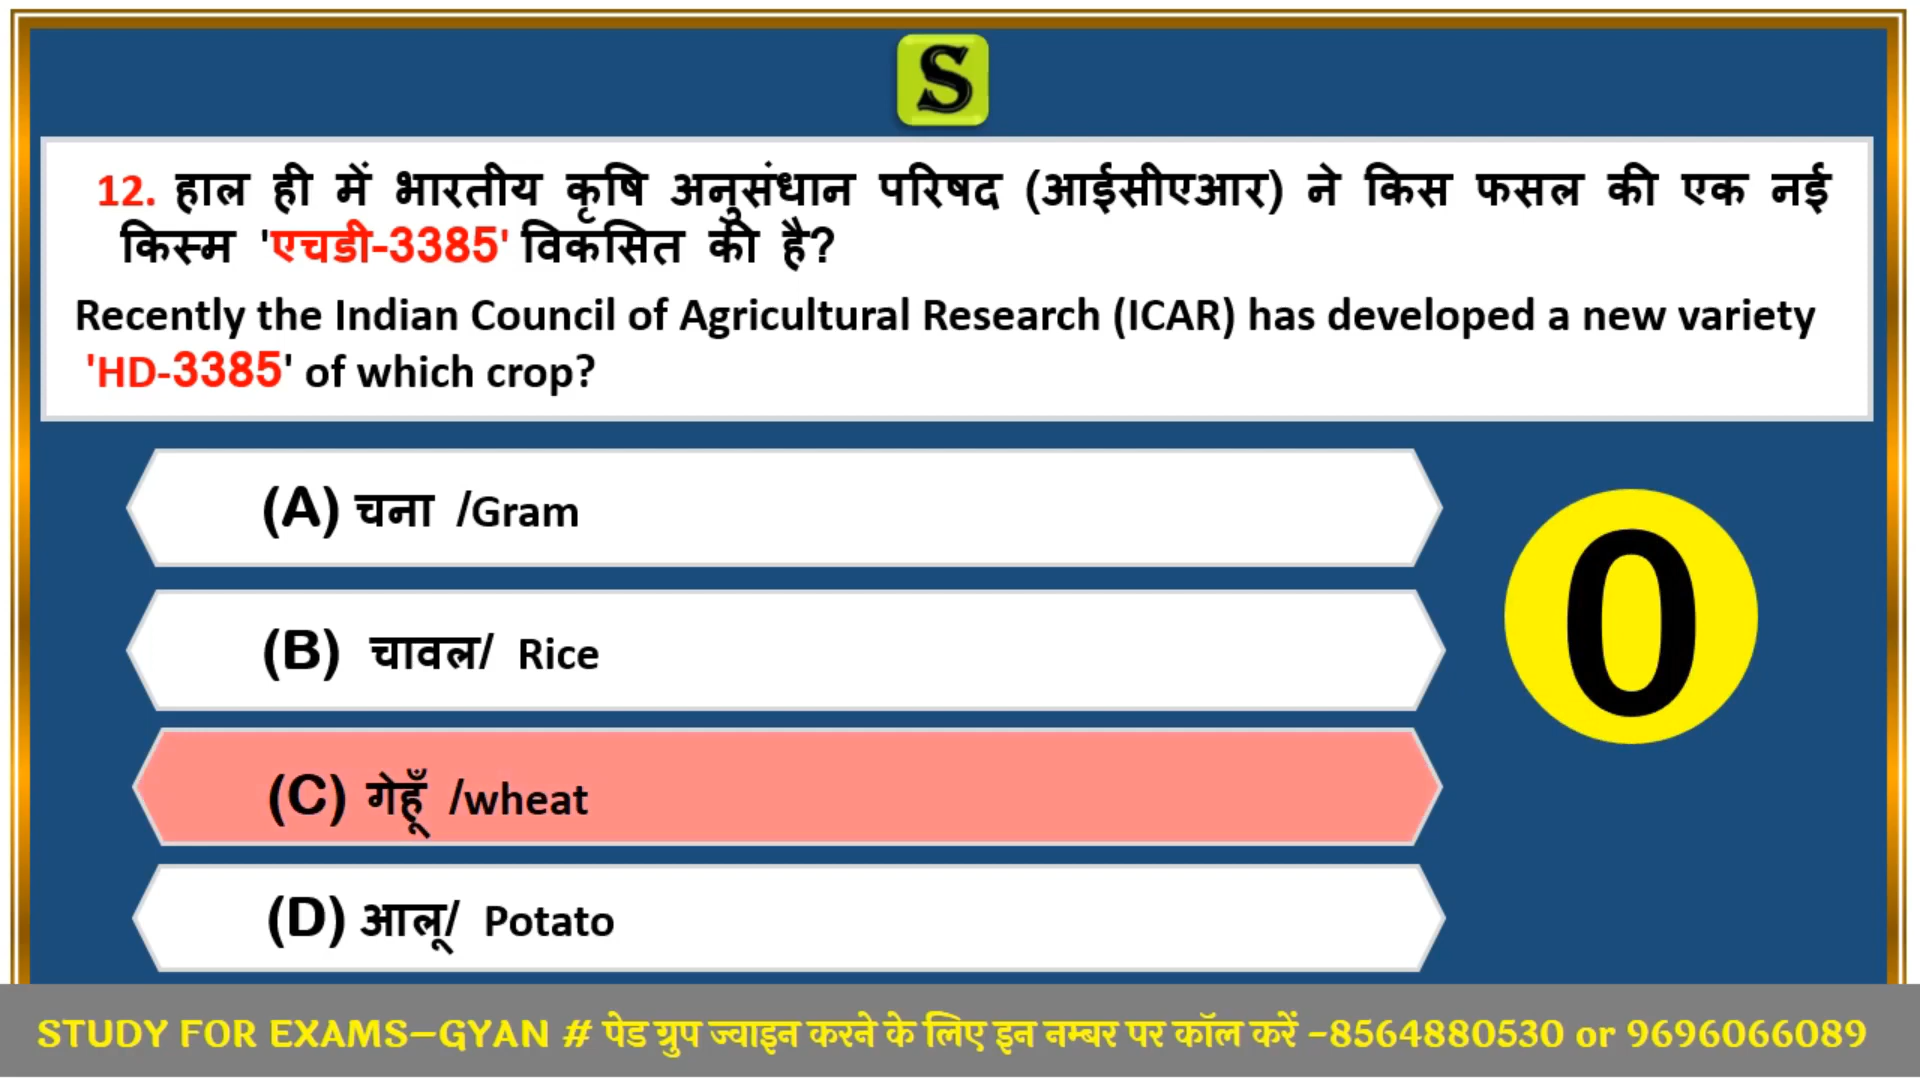 S
12. हाल ही में भारतीय कृषि अनुसंधान परिषद (आईसीएआर) ने किस फसल की एक नई
किस्म 'एचडी-3385' विकसित की है?
Recently the Indian Council of Agricultural Research (ICAR) has developed a new variety
'HD-3385' of which crop?
(A) चना /Gram
(B) चावल/ Rice
0
(C) गेहूँ /wheat
(D) आलू/ Potato
STUDY FOR EXAMS–GYAN # पेड ग्रुप ज्वाइन करने के लिए इन नम्बर पर कॉल करें -8564880530 or 9696066089